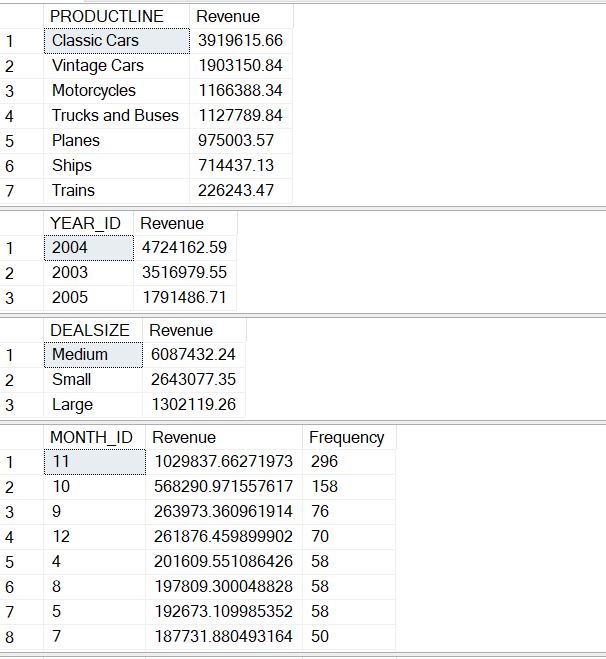 PRODUCTLINE Revenue
1 Classic Cars 3919615.66
2 Vintage Cars 1903150.84
3 Motorcycles 1166388.34
4 Trucks and Buses 1127789.84
5 Planes 975003.57
6 Ships 714437.13
7 Trains 226243.47
YEAR_ID Revenue
1 2004 4724162.59
2 2003 3516979.55
3 2005 1791486.71
DEALSIZE Revenue
1 Medium 6087432.24
2 Small 2643077.35
3 Large 1302119.26
MONTH_ID Revenue Frequency
1 11 1029837.66271973 296
2 10 568290.971557617 158
3 9 263973.360961914 76
4 12 261876.459899902 70
5 4 201609.551086426 58
6 8 197809.300048828 58
7 5 192673.109985352 58
8 7 187731.880493164 50